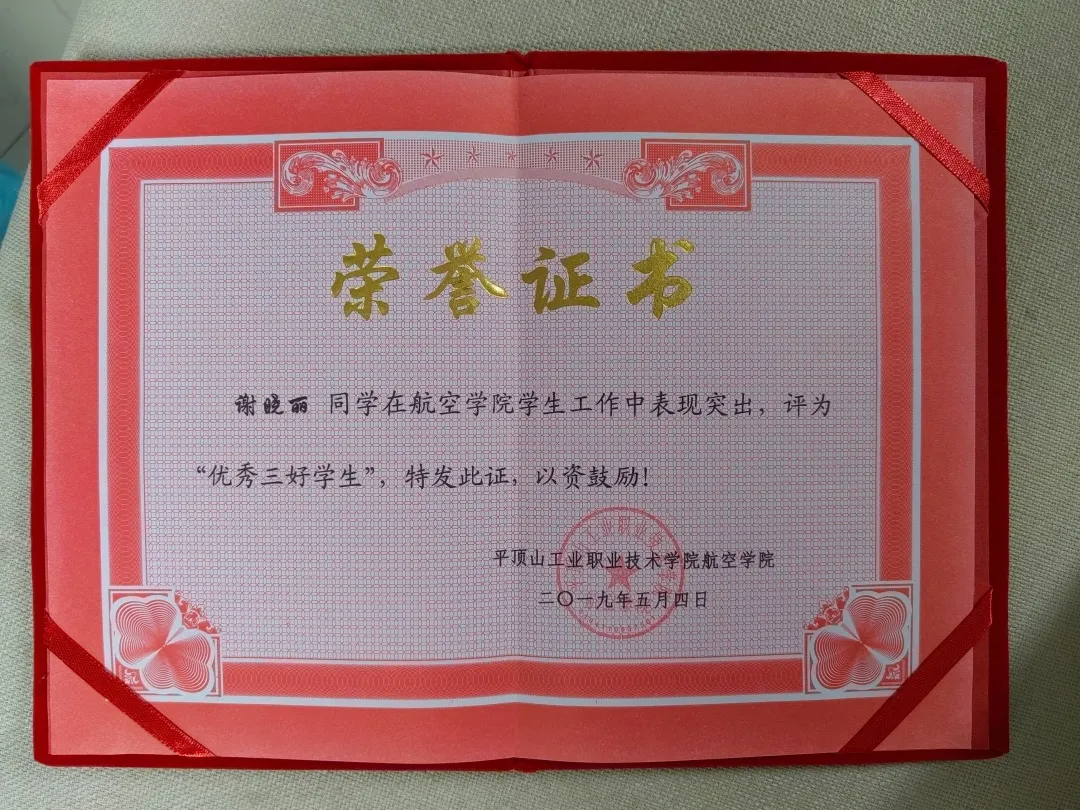 荣誉证书
谢晓丽 同学在航空学院学生工作中表现突出，评为
“优秀三好学生”，特发此证，以资鼓励！
平顶山工业职业技术学院航空学院
二〇一九年五月四日